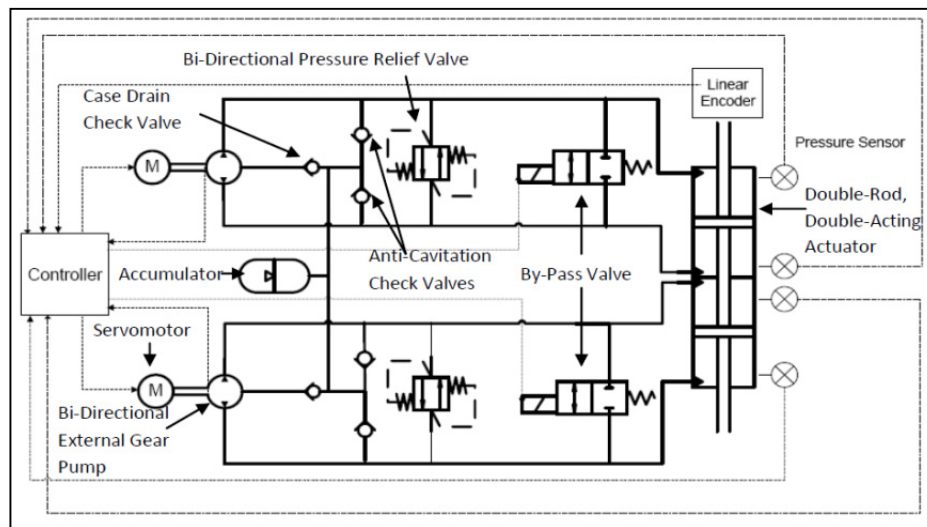 Bi-Directional Pressure Relief Valve
Linear
Encoder
Case Drain
Check Valve
Pressure Sensor
M
Double-Rod,
Double-Acting
Actuator
Controller
Accumulator
Anti-Cavitation
Check Valves
By-Pass Valve
Servomotor
M
Bi-Directional
External Gear
Pump